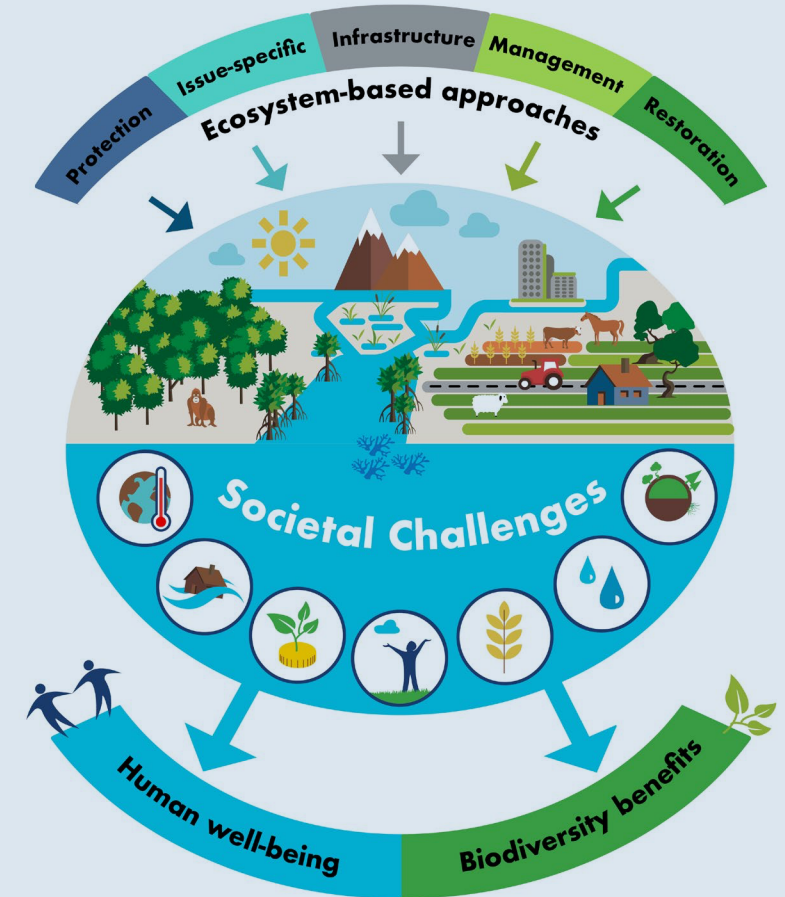 Protection
Issue-specific
Infrastructure
Management
Restoration
Ecosystem-based approaches
Societal Challenges
Human well-being
Biodiversity benefits